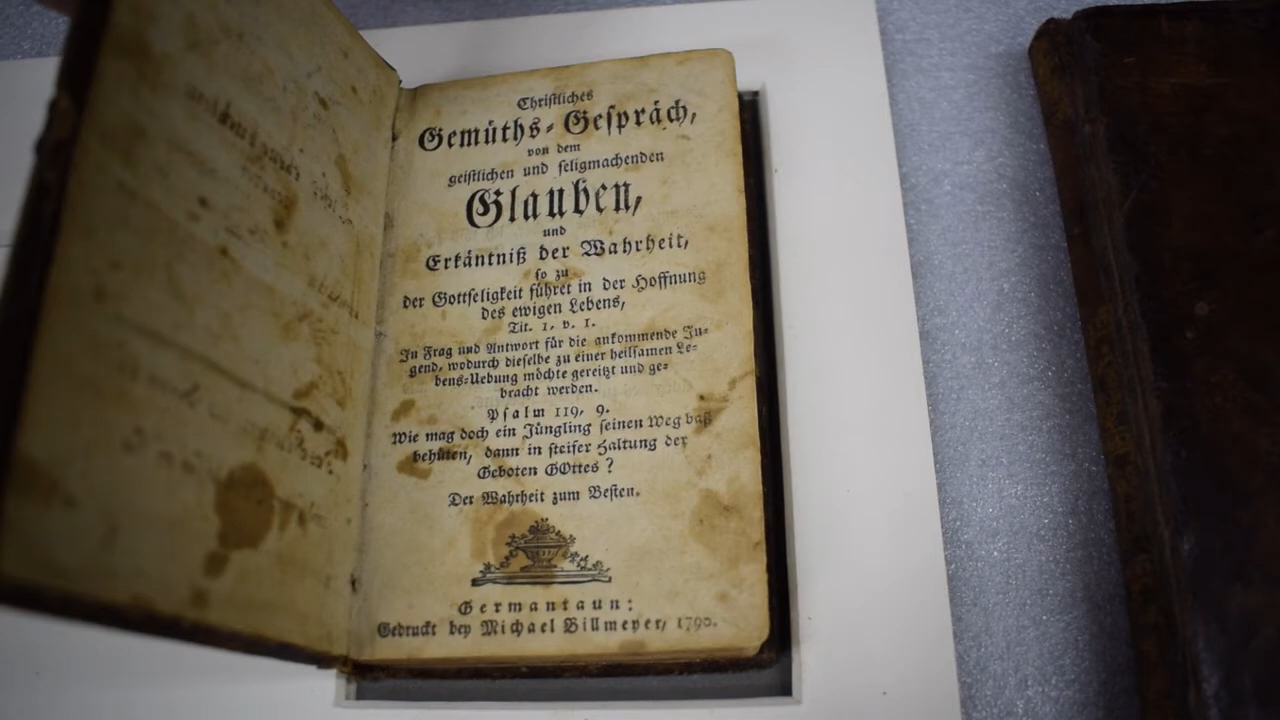 Christliches
Gemüths-Gespräch,
von dem
geistlichen und seligmachenden
Glauben,
und
Erkäntniß der Wahrheit,
so zu
der Gottseligkeit führet in der Hoffnung
des ewigen Lebens,
Tit. 1, v. 1.
In Frag und Antwort für die ankommende Ju-
gend, wodurch dieselbe zu einer heilsamen Le-
bens-Uebung möchte gereitzt und ge-
bracht werden.
Psalm 119, 9.
Wie mag doch ein Jüngling seinen Weg baß
behüten, dann in steifer Haltung der
Geboten GOttes?
Der Wahrheit zum Besten.
Germantaun:
Gedruckt bey Michael Billmeyer, 1790.